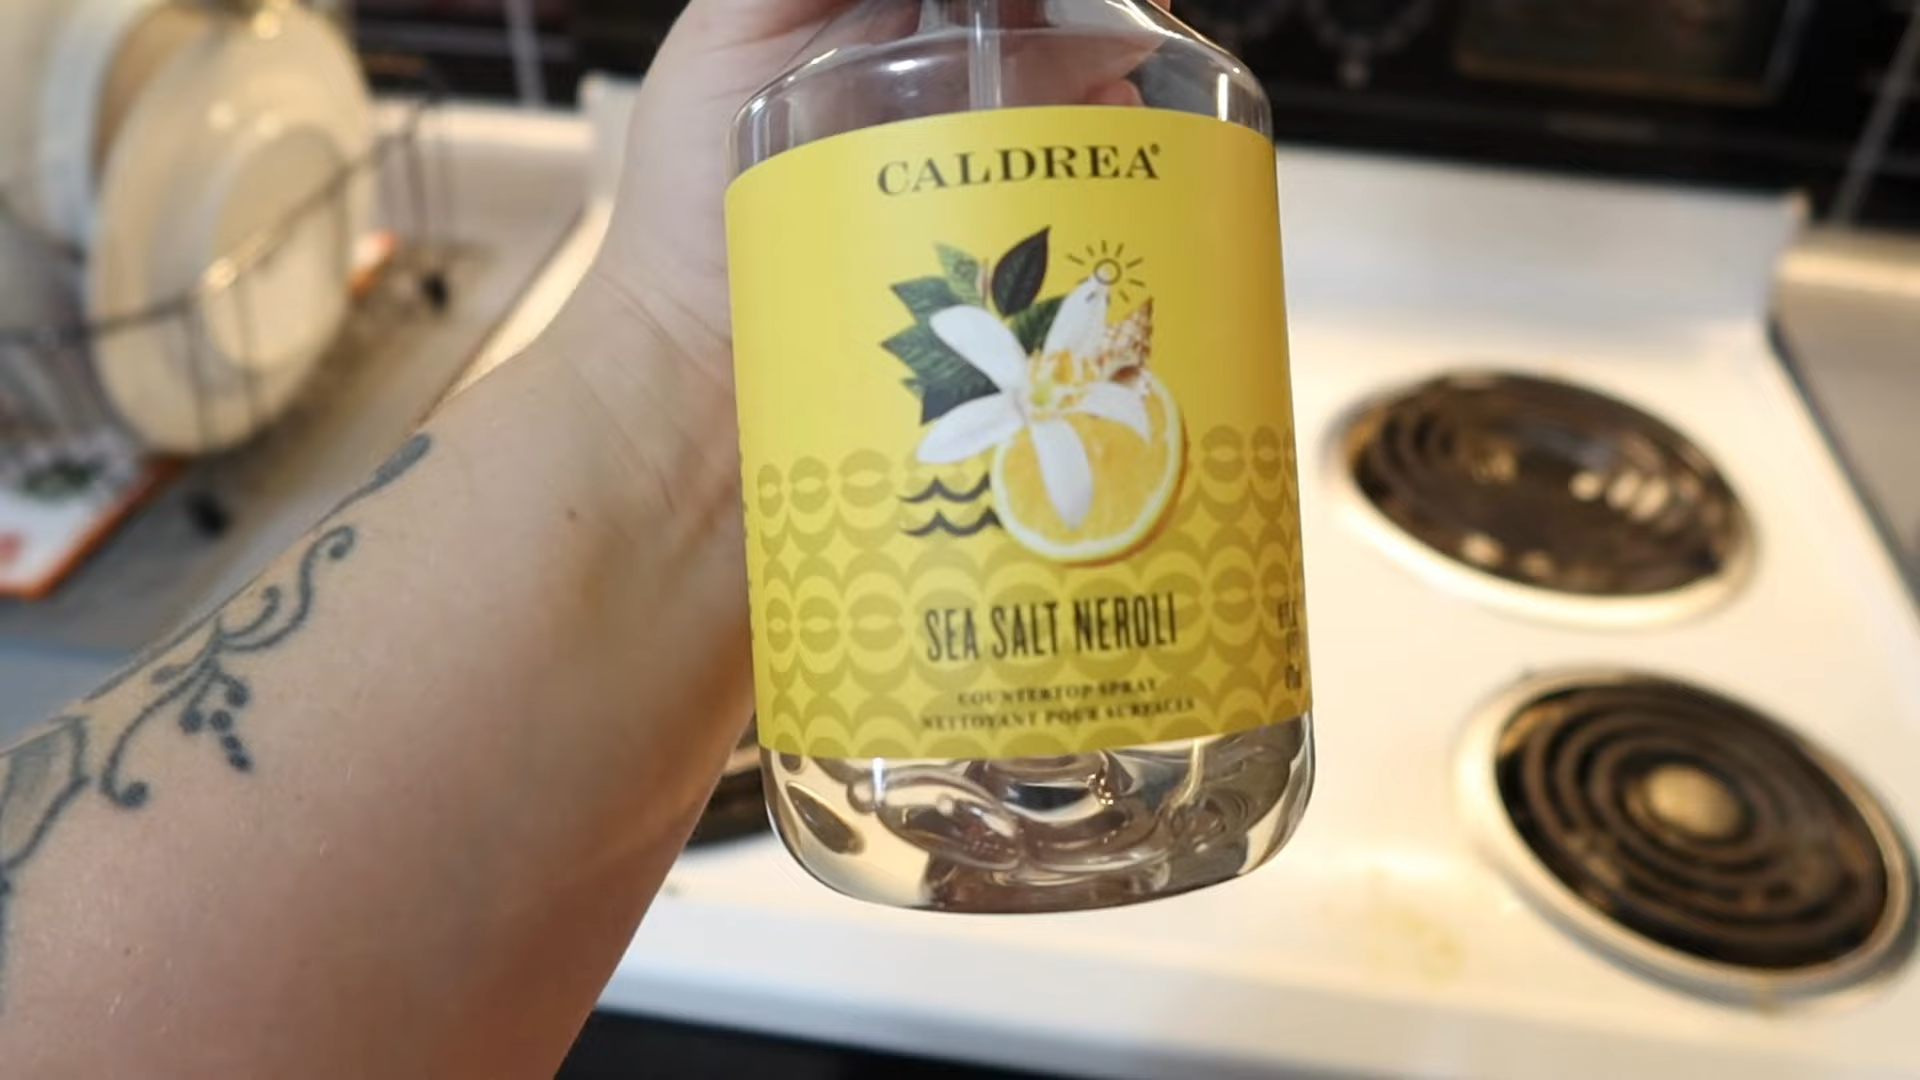 CALDREA®
SEA SALT NEROLI
COUNTERTOP SPRAY
NETTOYANT POUR SURFACES